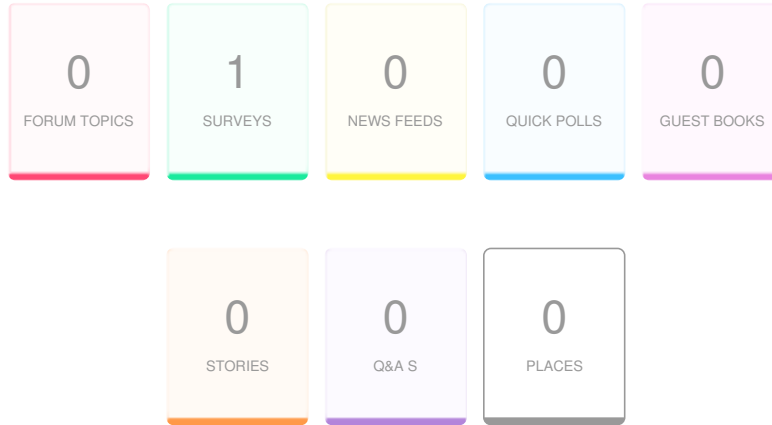 0 1 0 0 0
FORUM TOPICS SURVEYS NEWS FEEDS QUICK POLLS GUEST BOOKS
0 0 0
STORIES Q&A S PLACES